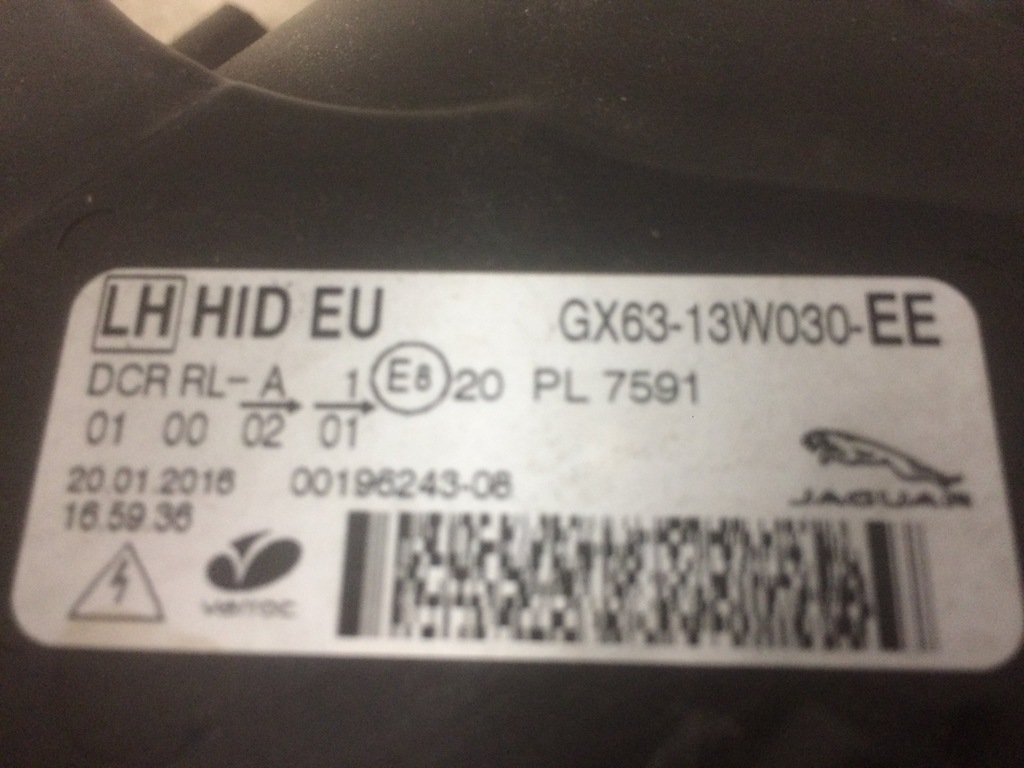 LH HID EU GX63-13W030-EE
DCR RL- A 1 E8 20 PL 7591
01 00 02 01
20.01.2016 00196243-06
16.59.36
JAGUAR
varroc